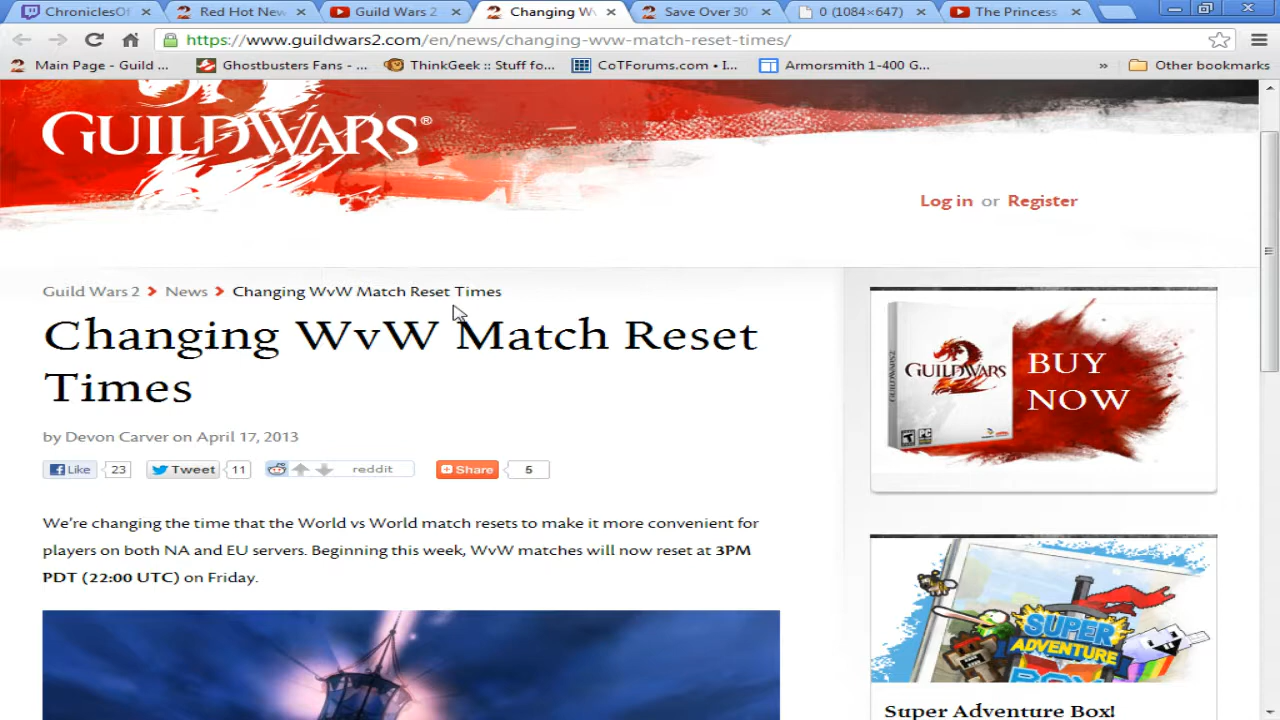 ChroniclesOf
Red Hot New
Guild Wars 2
Changing W
Save Over 30
0 (1084×647)
The Princess
https://www.guildwars2.com/en/news/changing-wvw-match-reset-times/
Main Page - Guild ...
Ghostbusters Fans - ...
ThinkGeek :: Stuff fo...
CoTForums.com • I...
Armorsmith 1-400 G...
»
Other bookmarks
GUILDWARS®
Log in or Register
Guild Wars 2 > News > Changing WvW Match Reset Times
Changing WvW Match Reset
Times
by Devon Carver on April 17, 2013
Like 23 Tweet 11 reddit Share 5
We're changing the time that the World vs World match resets to make it more convenient for
players on both NA and EU servers. Beginning this week, WvW matches will now reset at 3PM
PDT (22:00 UTC) on Friday.
GUILDWARS 2
BUY
NOW
SUPER
ADVENTURE
BOX
Super Adventure Box!